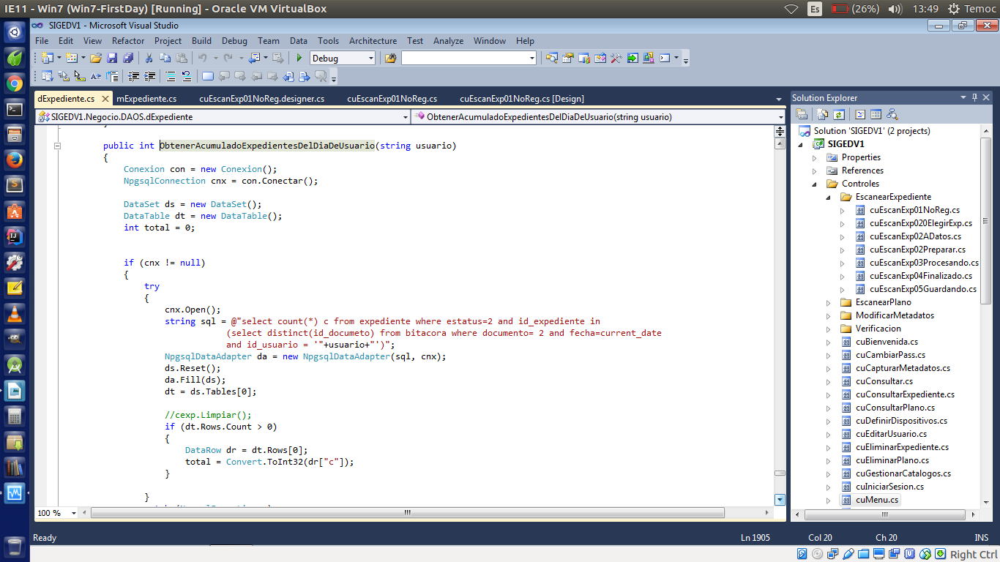 IE11 - Win7 (Win7-FirstDay) [Running] - Oracle VM VirtualBox
Es (26%) 13:49 Temoc
SIGEDV1 - Microsoft Visual Studio
File Edit View Refactor Project Build Debug Team Data Tools Architecture Test Analyze Window Help
Debug
dExpediente.cs mExpediente.cs cuEscanExp01NoReg.designer.cs cuEscanExp01NoReg.cs cuEscanExp01NoReg.cs [Design]
SIGEDV1.Negocio.DAOS.dExpediente
ObtenerAcumuladoExpedientesDelDiaDeUsuario(string usuario)
public int ObtenerAcumuladoExpedientesDelDiaDeUsuario(string usuario)
{
Conexion con = new Conexion();
NpgsqlConnection cnx = con.Conectar();
DataSet ds = new DataSet();
DataTable dt = new DataTable();
int total = 0;
if (cnx != null)
{
try
{
cnx.Open();
string sql = @"select count(*) c from expediente where estatus=2 and id_expediente in
(select distinct(id_documeto) from bitacora where documento= 2 and fecha=current_date
and id_usuario = '"+usuario+"')";
NpgsqlDataAdapter da = new NpgsqlDataAdapter(sql, cnx);
ds.Reset();
da.Fill(ds);
dt = ds.Tables[0];
//cexp.Limpiar();
if (dt.Rows.Count > 0)
{
DataRow dr = dt.Rows[0];
total = Convert.ToInt32(dr["c"]);
}
}
100 %
Solution Explorer
Solution 'SIGEDV1' (2 projects)
SIGEDV1
Properties
References
Controles
EscanearExpediente
cuEscanExp01NoReg.cs
cuEscanExp020ElegirExp.cs
cuEscanExp02ADatos.cs
cuEscanExp02Preparar.cs
cuEscanExp03Procesando.cs
cuEscanExp04Finalizado.cs
cuEscanExp05Guardando.cs
EscanearPlano
ModificarMetadatos
Verificacion
cuBienvenida.cs
cuCambiarPass.cs
cuCapturarMetadatos.cs
cuConsultar.cs
cuConsultarExpediente.cs
cuConsultarPlano.cs
cuDefinirDispositivos.cs
cuEditarUsuario.cs
cuEliminarExpediente.cs
cuEliminarPlano.cs
cuGestionarCatalogos.cs
cuIniciarSesion.cs
cuMenu.cs
Ready Ln 1905 Col 20 Ch 20 INS
Right Ctrl